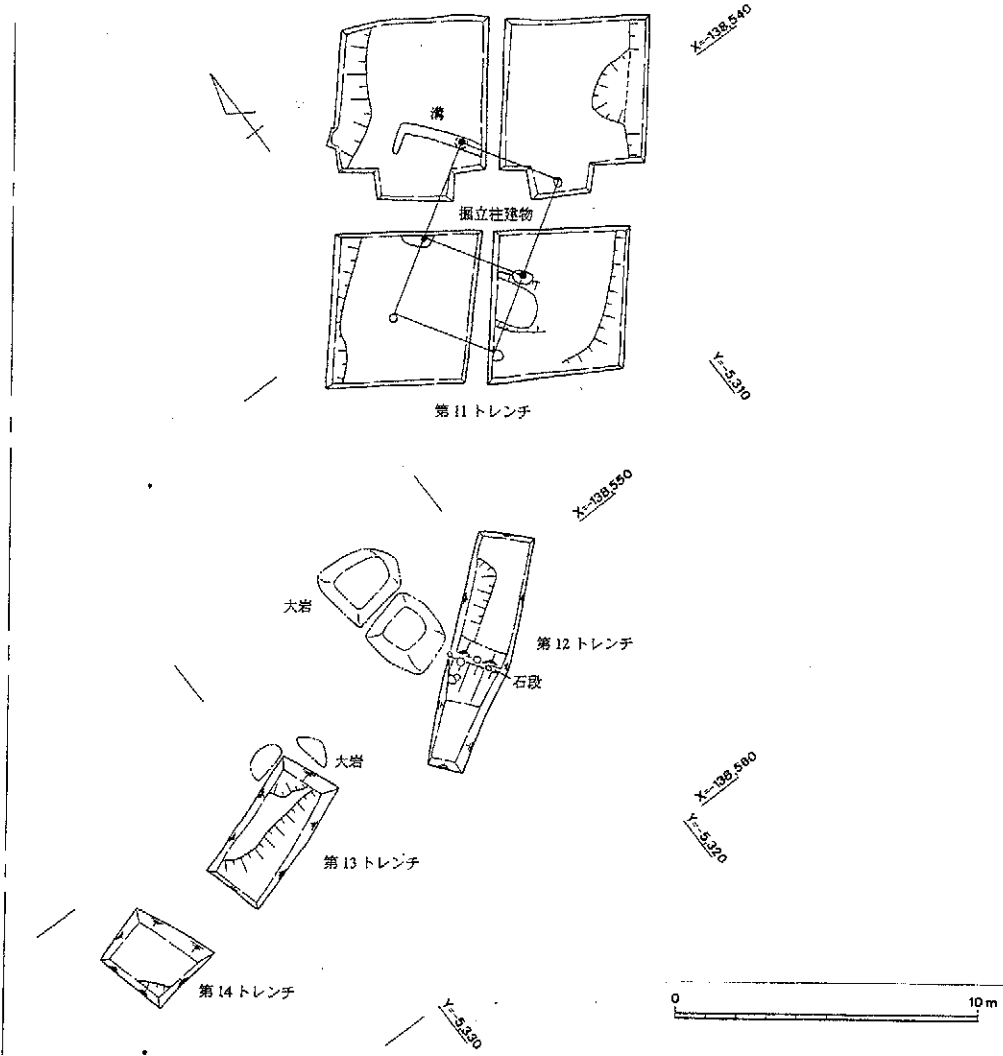 X=-138,540
溝
掘立柱建物
Y=-5,310
第11トレンチ
X=-138,550
大岩
第12トレンチ
石段
大岩
X=-138,560
Y=-5,320
第13トレンチ
第14トレンチ
Y=-5,330
0 10m